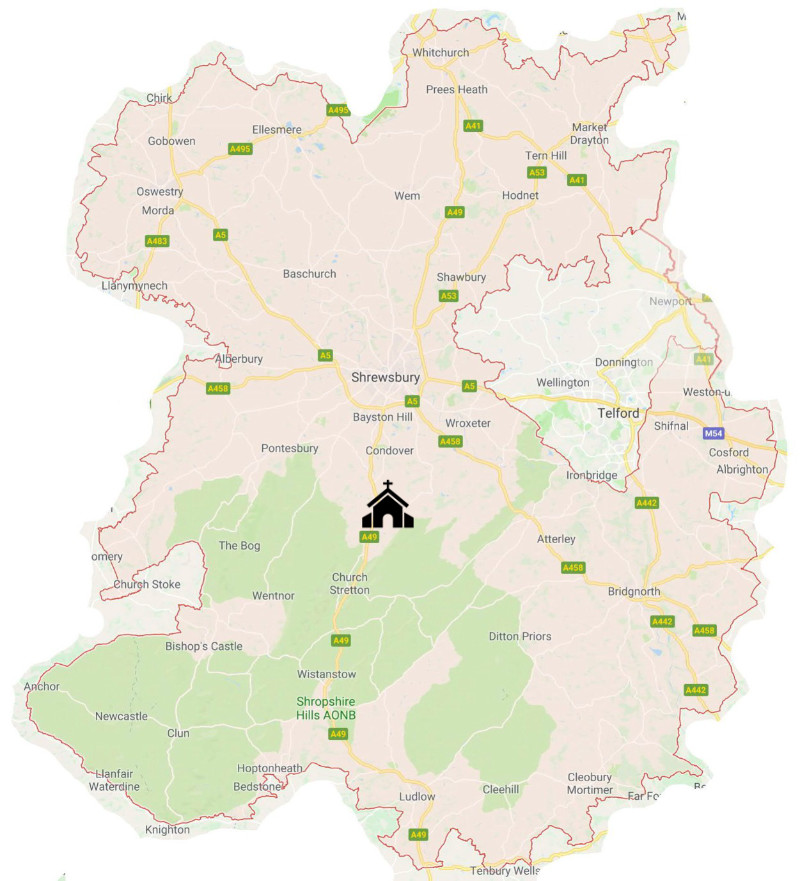 M
Whitchurch
Prees Heath
Chirk
A495
Ellesmere
A41
Market
Drayton
Gobowen
A495
Tern Hill
A53
A41
Oswestry
Wem
Hodnet
Morda
A49
A5
A483
Baschurch
Shawbury
Llanymynech
A53
Newport
A5
Alberbury
A41
Donnington
Shrewsbury
Wellington
A458
A5
Weston-u
A5
Telford
Bayston Hill
Wroxeter
Shifnal
M54
A458
Pontesbury
Condover
Cosford
Albrighton
Ironbridge
A442
A49
Atterley
The Bog
omery
A458
Church
Stretton
Church Stoke
Wentnor
Bridgnorth
A442
A458
Ditton Priors
A49
Bishop's Castle
Wistanstow
Anchor
A442
Shropshire
Hills AONB
Newcastle
Clun
A49
Hoptonheath
Llanfair
Waterdine
Bedstone
Cleobury
Mortimer
Cleehill
Ludlow
Far Fo
Knighton
A49
Tenbury Wells